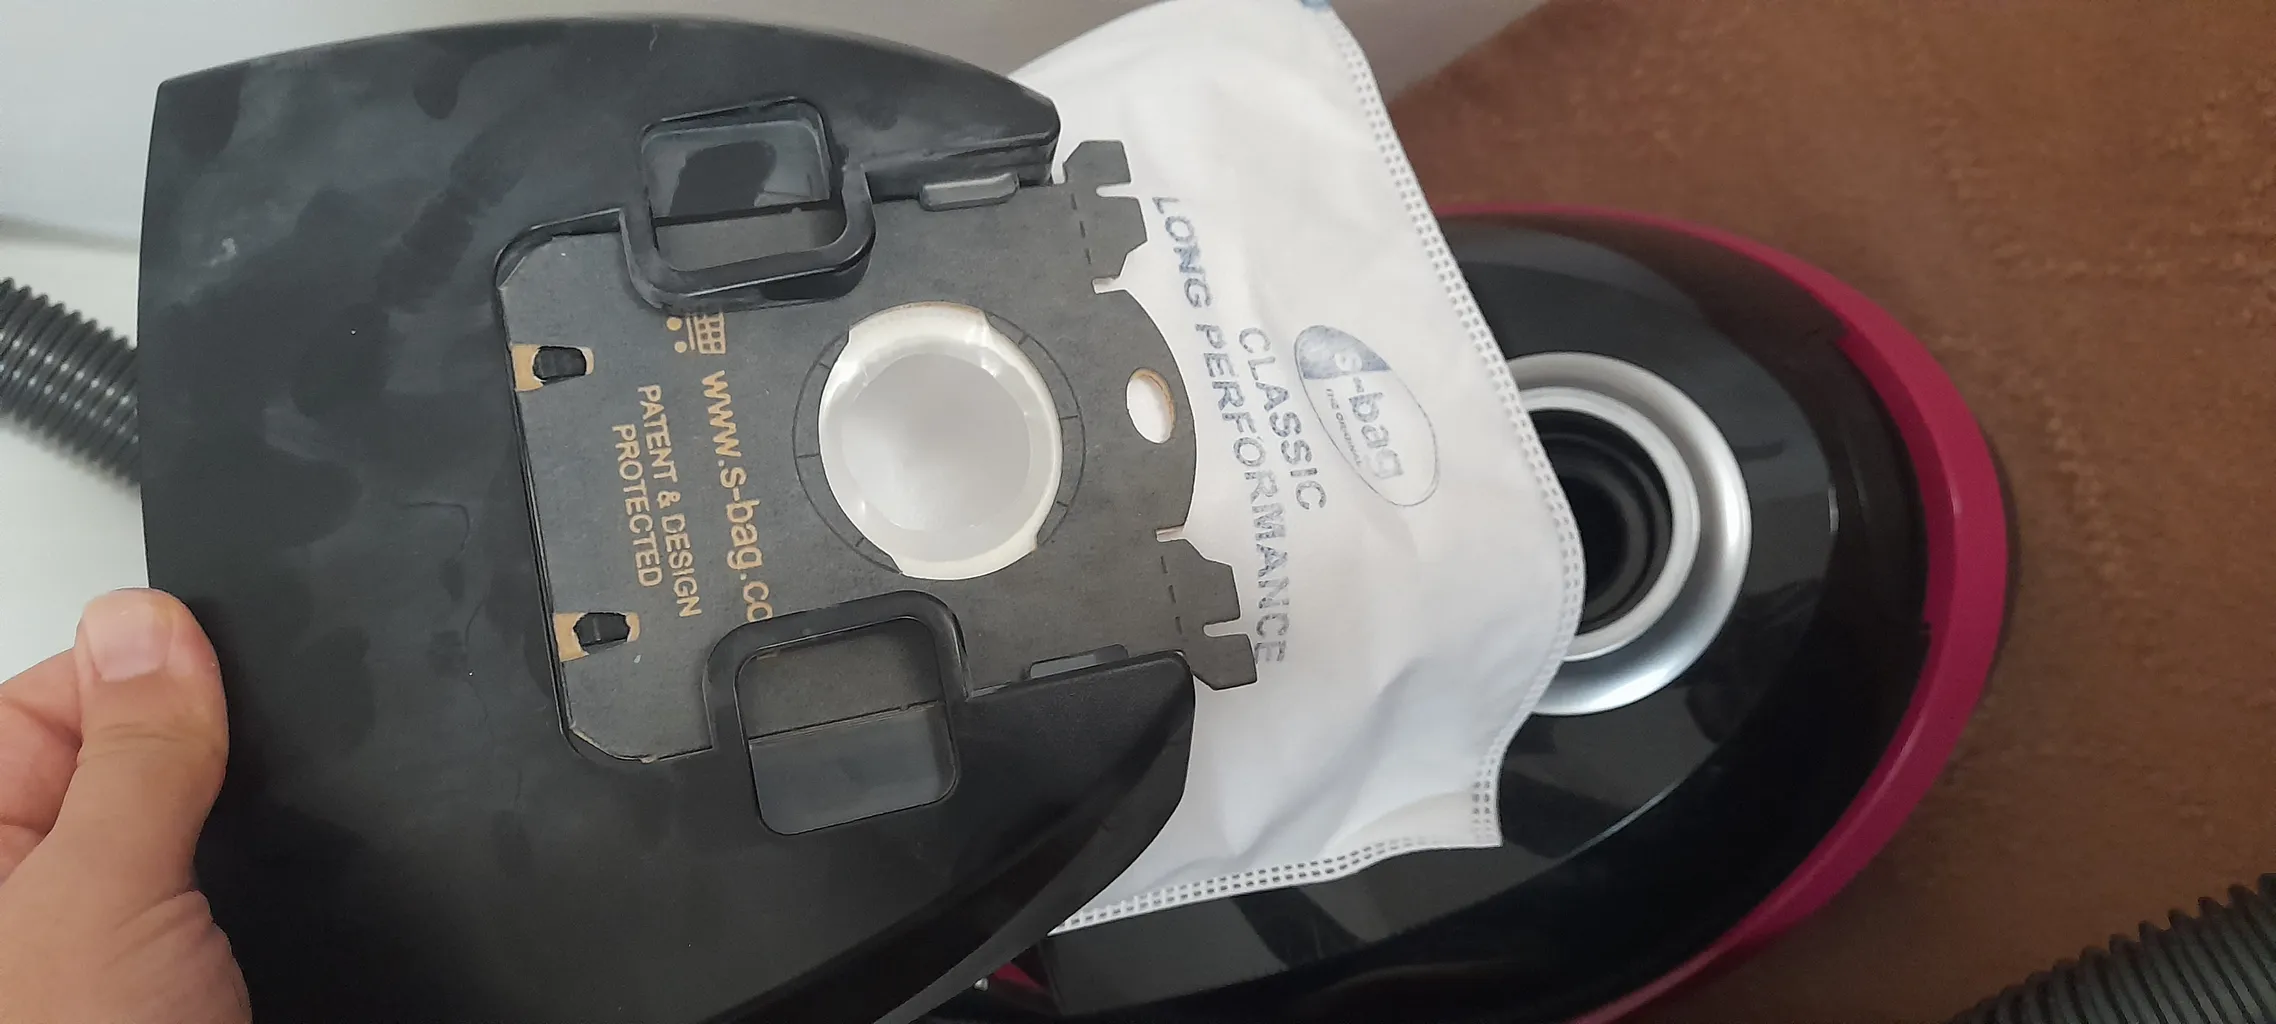 www.s-bag.co
PATENT & DESIGN
PROTECTED
s-bag
CLASSIC
LONG PERFORMANCE